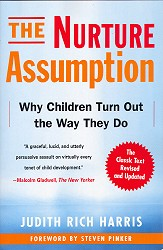 THE NURTURE
Assumption
Why Children Turn Out
the Way They Do
"A graceful, lucid, and utterly
persuasive assault on virtually every
tenet of child development."
—Malcolm Gladwell, The New Yorker
The Classic Text
Revised and
Updated
JUDITH RICH HARRIS
FOREWORD BY STEVEN PINKER